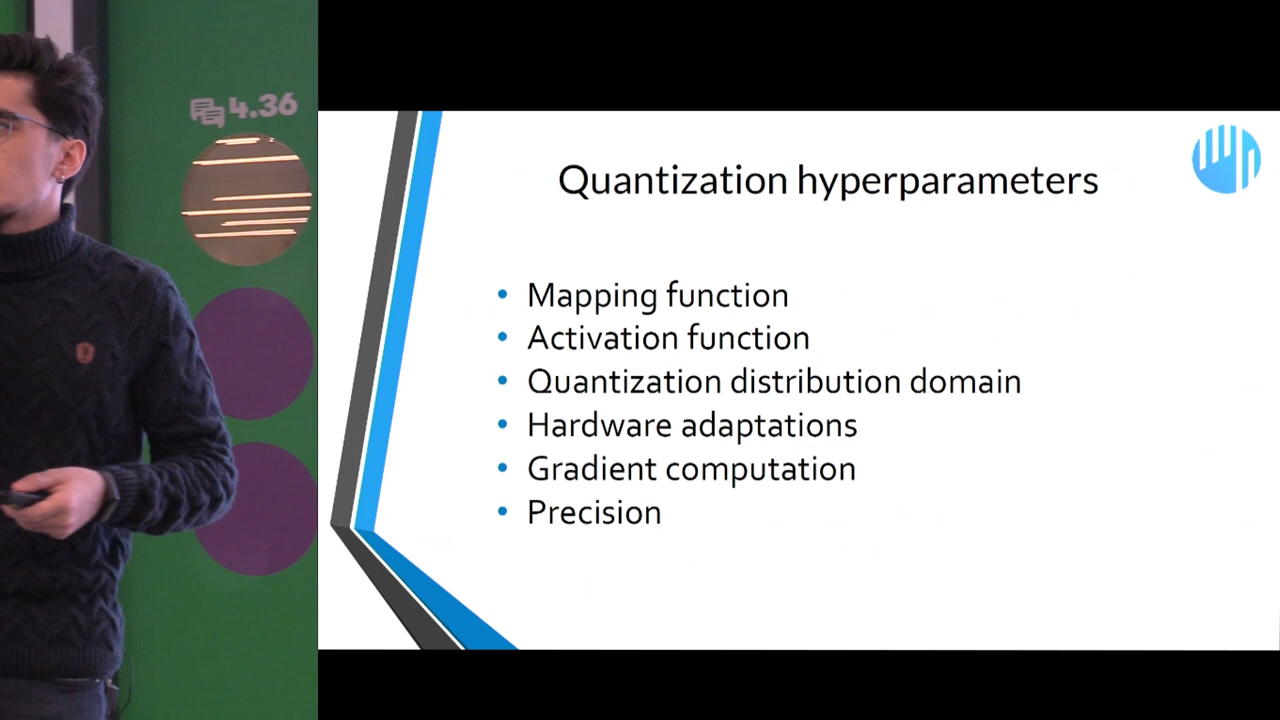 4.36
Quantization hyperparameters
• Mapping function
• Activation function
• Quantization distribution domain
• Hardware adaptations
• Gradient computation
• Precision